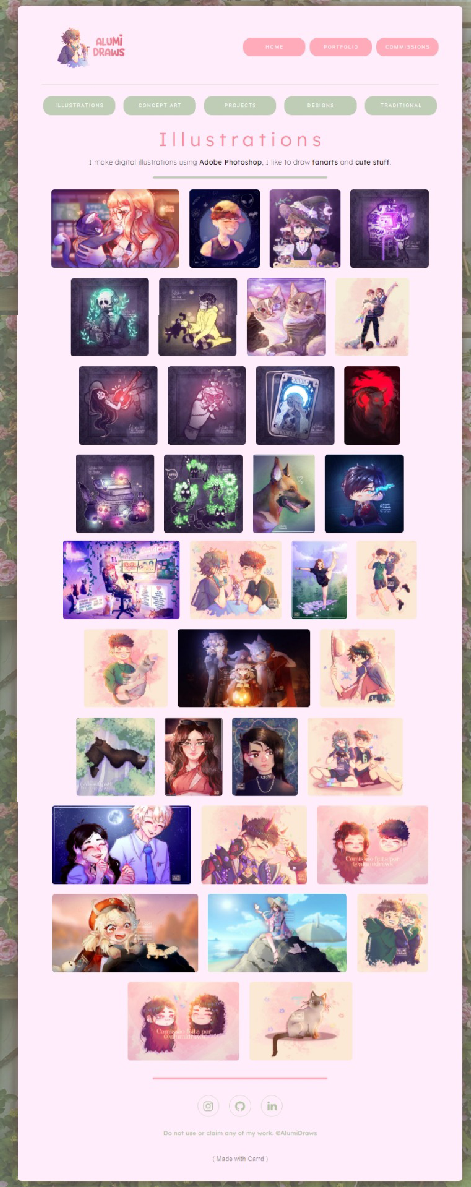 ALUMI
DRAWS
HOME
PORTFOLIO
COMMISSIONS
ILLUSTRATIONS
CONCEPT ART
PROJECTS
DESIGNS
TRADITIONAL
Illustrations
I make digital illustrations using Adobe Photoshop, I like to draw fanarts and cute stuff.
Do not use or claim any of my work. ©AlumiDraws
( Made with Carrd )